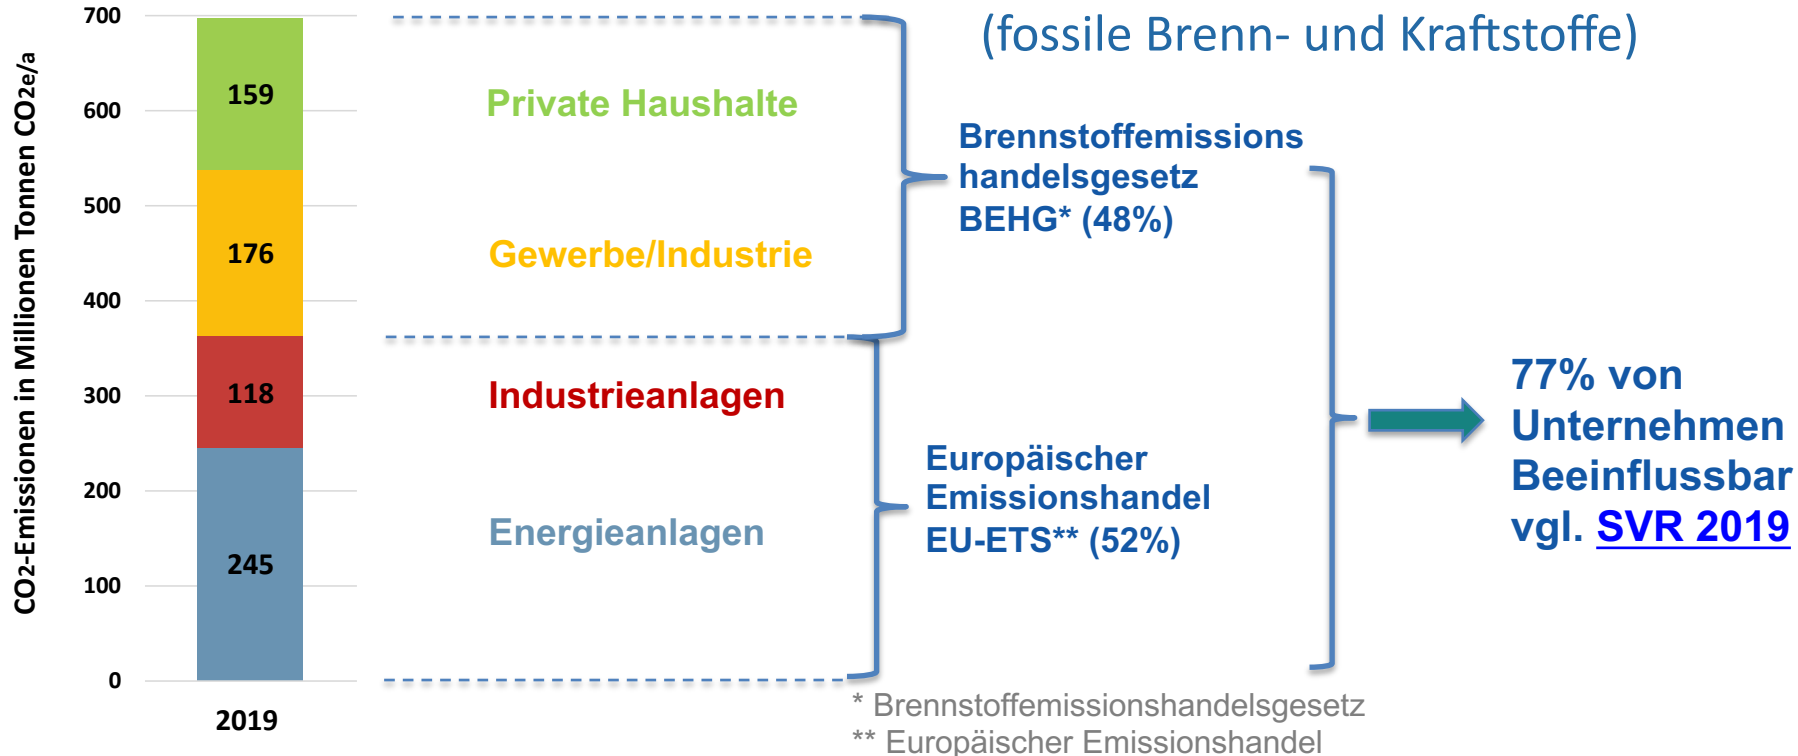 (fossile Brenn- und Kraftstoffe)
CO2-Emissionen in Millionen Tonnen CO2e/a
700
600
500
400
300
200
100
0
159
176
118
245
2019
Private Haushalte
Gewerbe/Industrie
Industrieanlagen
Energieanlagen
Brennstoffemissions
handelsgesetz
BEHG* (48%)
Europäischer
Emissionshandel
EU-ETS** (52%)
77% von
Unternehmen
Beeinflussbar
vgl. SVR 2019
* Brennstoffemissionshandelsgesetz
** Europäischer Emissionshandel